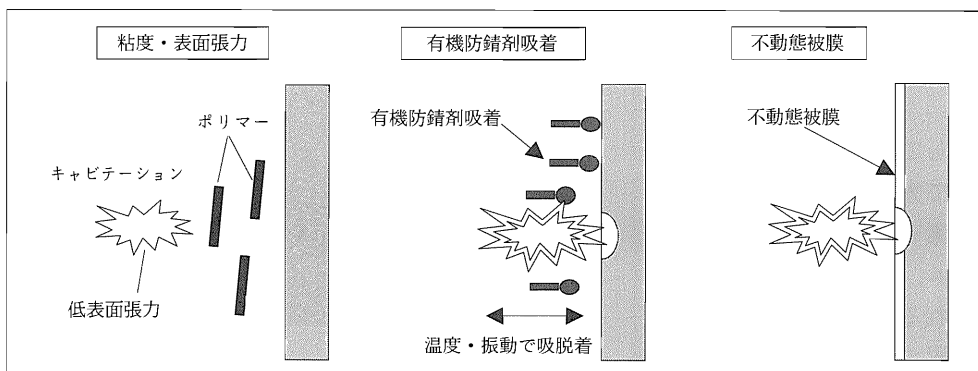 粘度・表面張力
ポリマー
キャビテーション
低表面張力
有機防錆剤吸着
有機防錆剤吸着
温度・振動で吸脱着
不動態被膜
不動態被膜